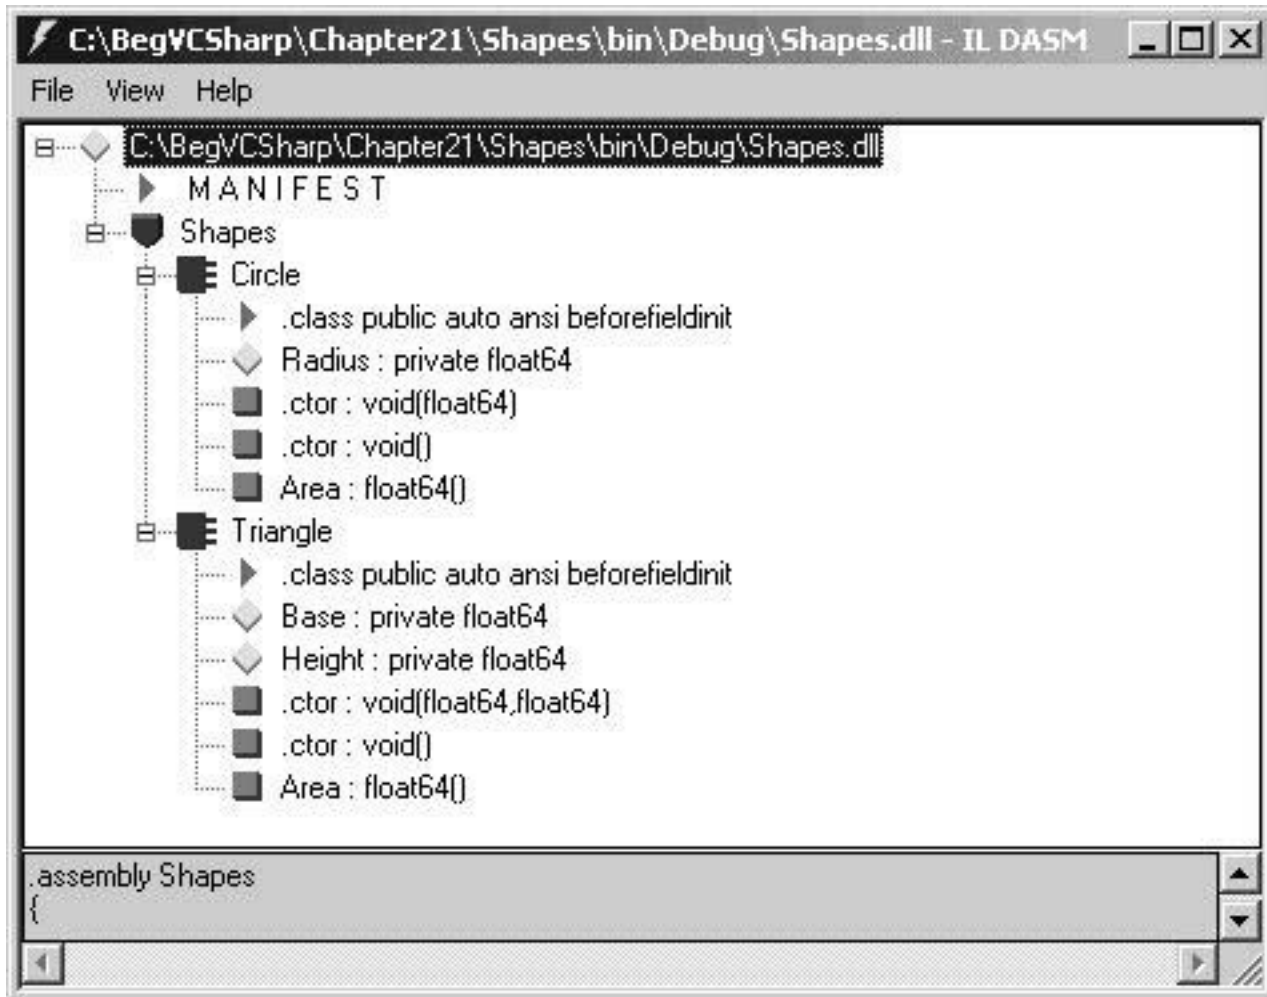 C:\BegVCSharp\Chapter21\Shapes\bin\Debug\Shapes.dll - IL DASM
File View Help
C:\BegVCSharp\Chapter21\Shapes\bin\Debug\Shapes.dll
M A N I F E S T
Shapes
Circle
.class public auto ansi beforefieldinit
Radius : private float64
.ctor : void(float64)
.ctor : void()
Area : float64()
Triangle
.class public auto ansi beforefieldinit
Base : private float64
Height : private float64
.ctor : void(float64,float64)
.ctor : void()
Area : float64()
.assembly Shapes
{